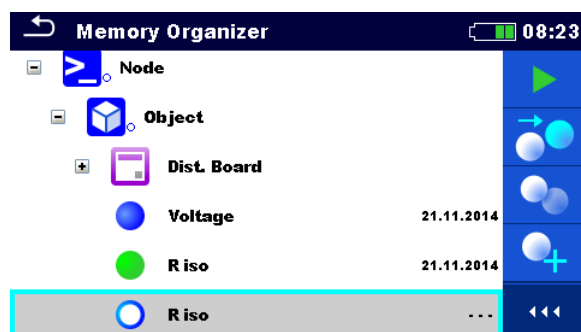 Memory Organizer 08:23
Node
Object
Dist. Board
Voltage 21.11.2014
R iso 21.11.2014
R iso ---